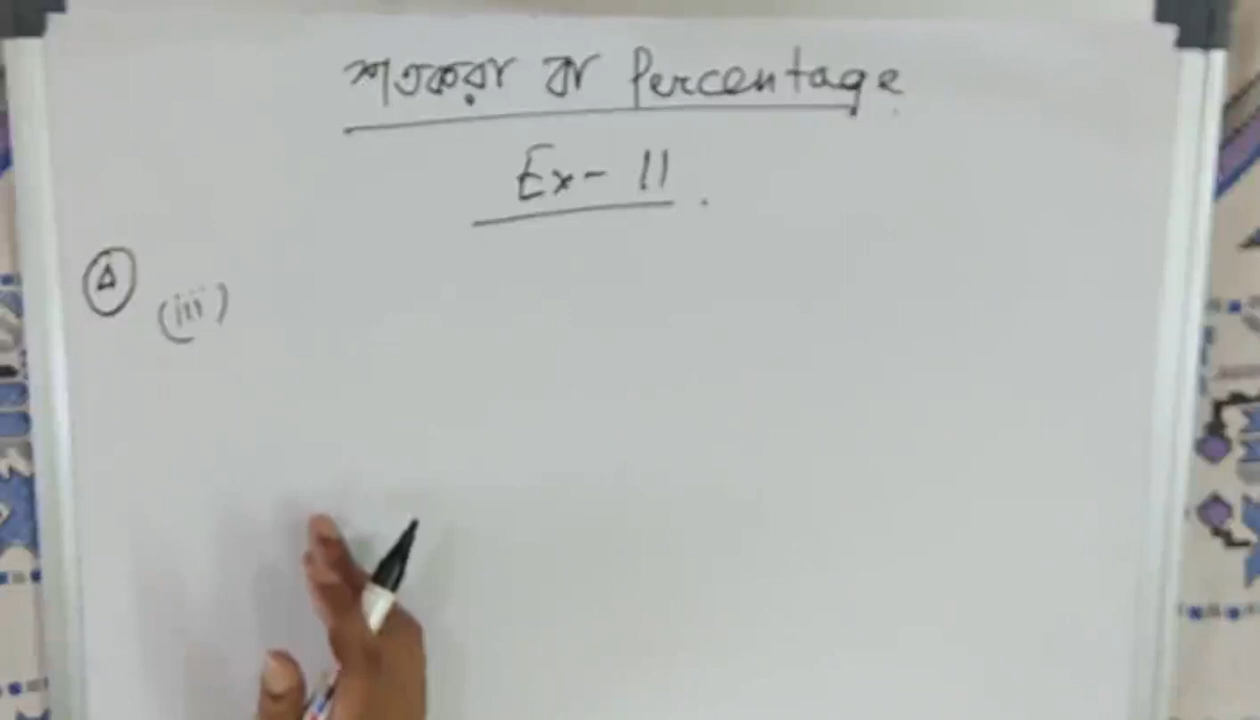 শতকরা বা Percentage
Ex- 11
(iii)